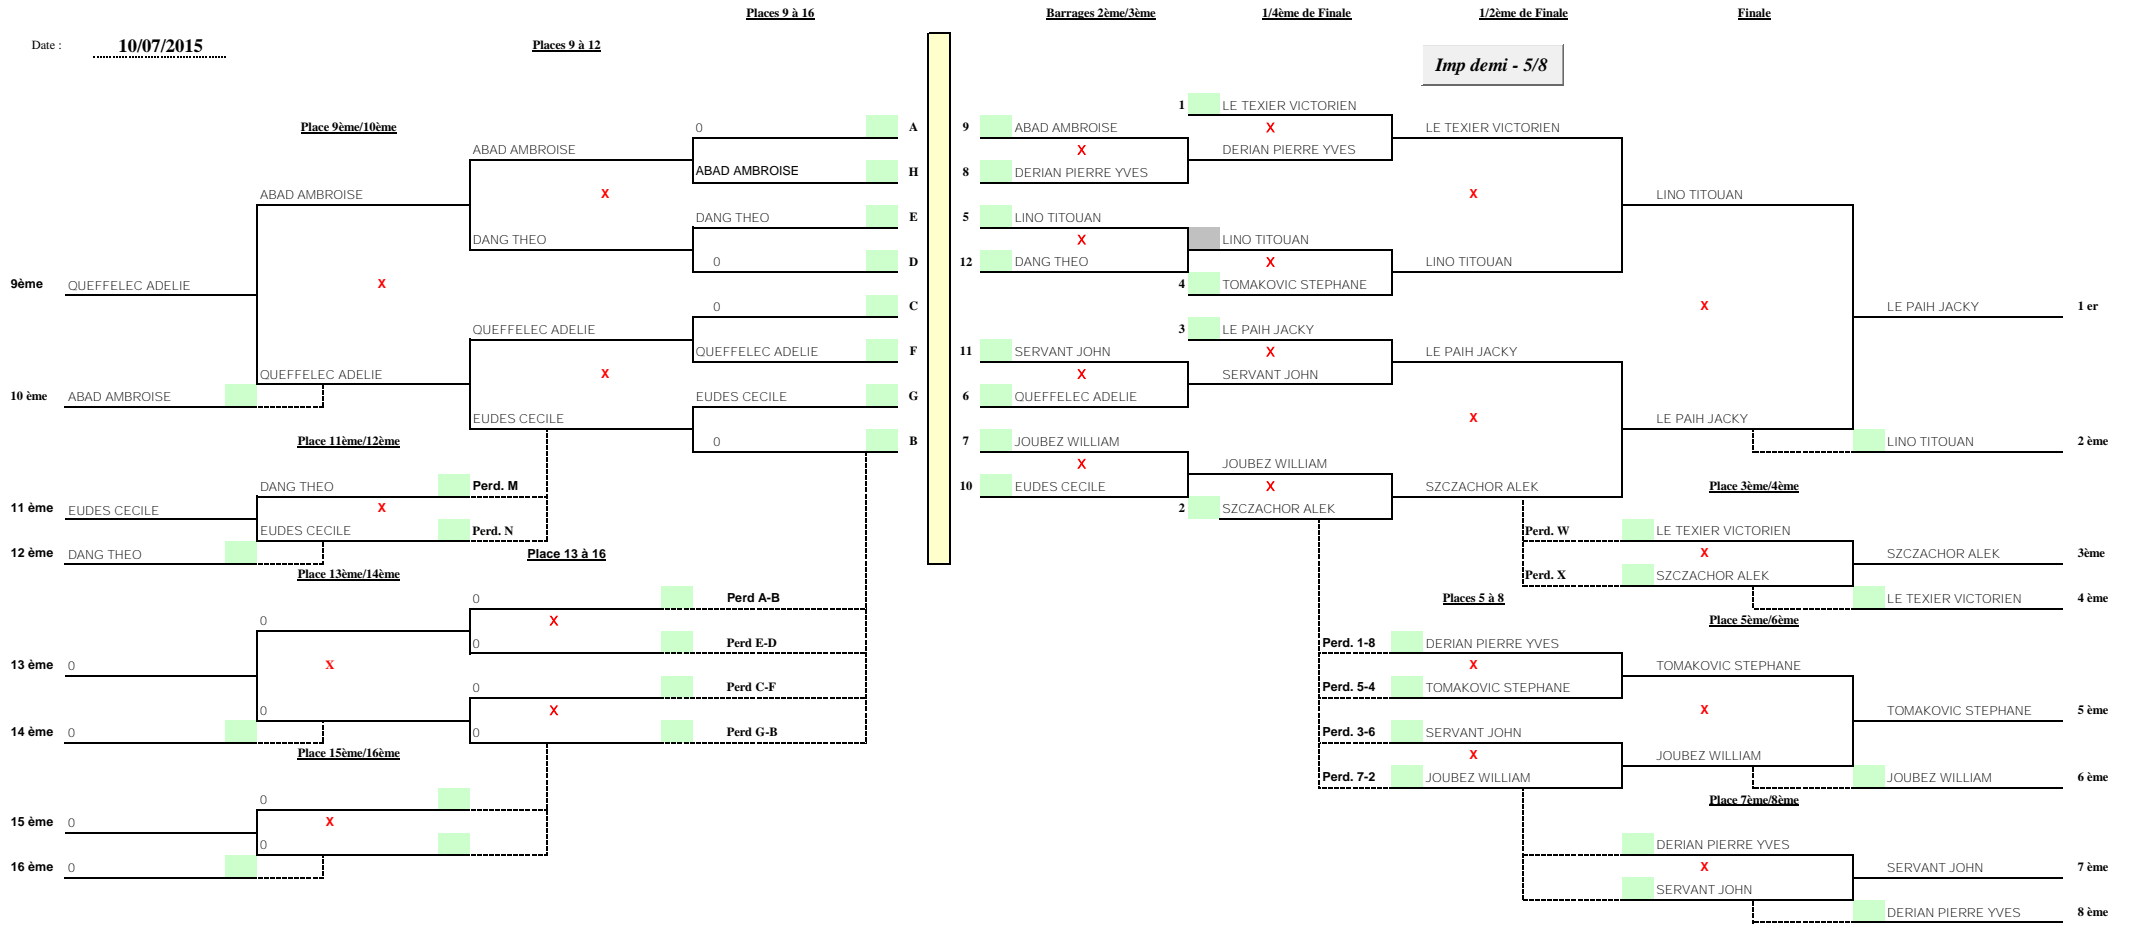 Places 9 à 16
Barrages 2ème/3ème
1/4ème de Finale
1/2ème de Finale
Finale
Date :
10/07/2015
Places 9 à 12
Imp demi - 5/8
Place 9ème/10ème
0
A
ABAD AMBROISE
ABAD AMBROISE
H
ABAD AMBROISE
X
DANG THEO
E
DANG THEO
0
D
9ème
QUEFFELEC ADELIE
X
0
C
QUEFFELEC ADELIE
QUEFFELEC ADELIE
F
QUEFFELEC ADELIE
X
10 ème
ABAD AMBROISE
EUDES CECILE
G
EUDES CECILE
0
B
Place 11ème/12ème
DANG THEO
Perd. M
11 ème
EUDES CECILE
X
EUDES CECILE
Perd. N
12 ème
DANG THEO
Place 13 à 16
Place 13ème/14ème
0
Perd A-B
0
X
0
Perd E-D
13 ème
0
X
0
Perd C-F
0
X
14 ème
0
0
Perd G-B
Place 15ème/16ème
0
15 ème
0
X
0
16 ème
0
1
LE TEXIER VICTORIEN
9
ABAD AMBROISE
X
LE TEXIER VICTORIEN
X
DERIAN PIERRE YVES
8
DERIAN PIERRE YVES
X
LINO TITOUAN
5
LINO TITOUAN
X
LINO TITOUAN
12
DANG THEO
X
LINO TITOUAN
4
TOMAKOVIC STEPHANE
X
LE PAIH JACKY
1 er
3
LE PAIH JACKY
11
SERVANT JOHN
X
LE PAIH JACKY
X
SERVANT JOHN
6
QUEFFELEC ADELIE
X
LE PAIH JACKY
7
JOUBEZ WILLIAM
LINO TITOUAN
2 ème
X
JOUBEZ WILLIAM
10
EUDES CECILE
X
SZCZACHOR ALEK
Place 3ème/4ème
2
SZCZACHOR ALEK
Perd. W
LE TEXIER VICTORIEN
X
SZCZACHOR ALEK
3ème
Perd. X
SZCZACHOR ALEK
Places 5 à 8
LE TEXIER VICTORIEN
4 ème
Place 5ème/6ème
Perd. 1-8
DERIAN PIERRE YVES
X
TOMAKOVIC STEPHANE
Perd. 5-4
TOMAKOVIC STEPHANE
X
TOMAKOVIC STEPHANE
5 ème
Perd. 3-6
SERVANT JOHN
X
JOUBEZ WILLIAM
Perd. 7-2
JOUBEZ WILLIAM
JOUBEZ WILLIAM
6 ème
Place 7ème/8ème
DERIAN PIERRE YVES
X
SERVANT JOHN
7 ème
SERVANT JOHN
DERIAN PIERRE YVES
8 ème